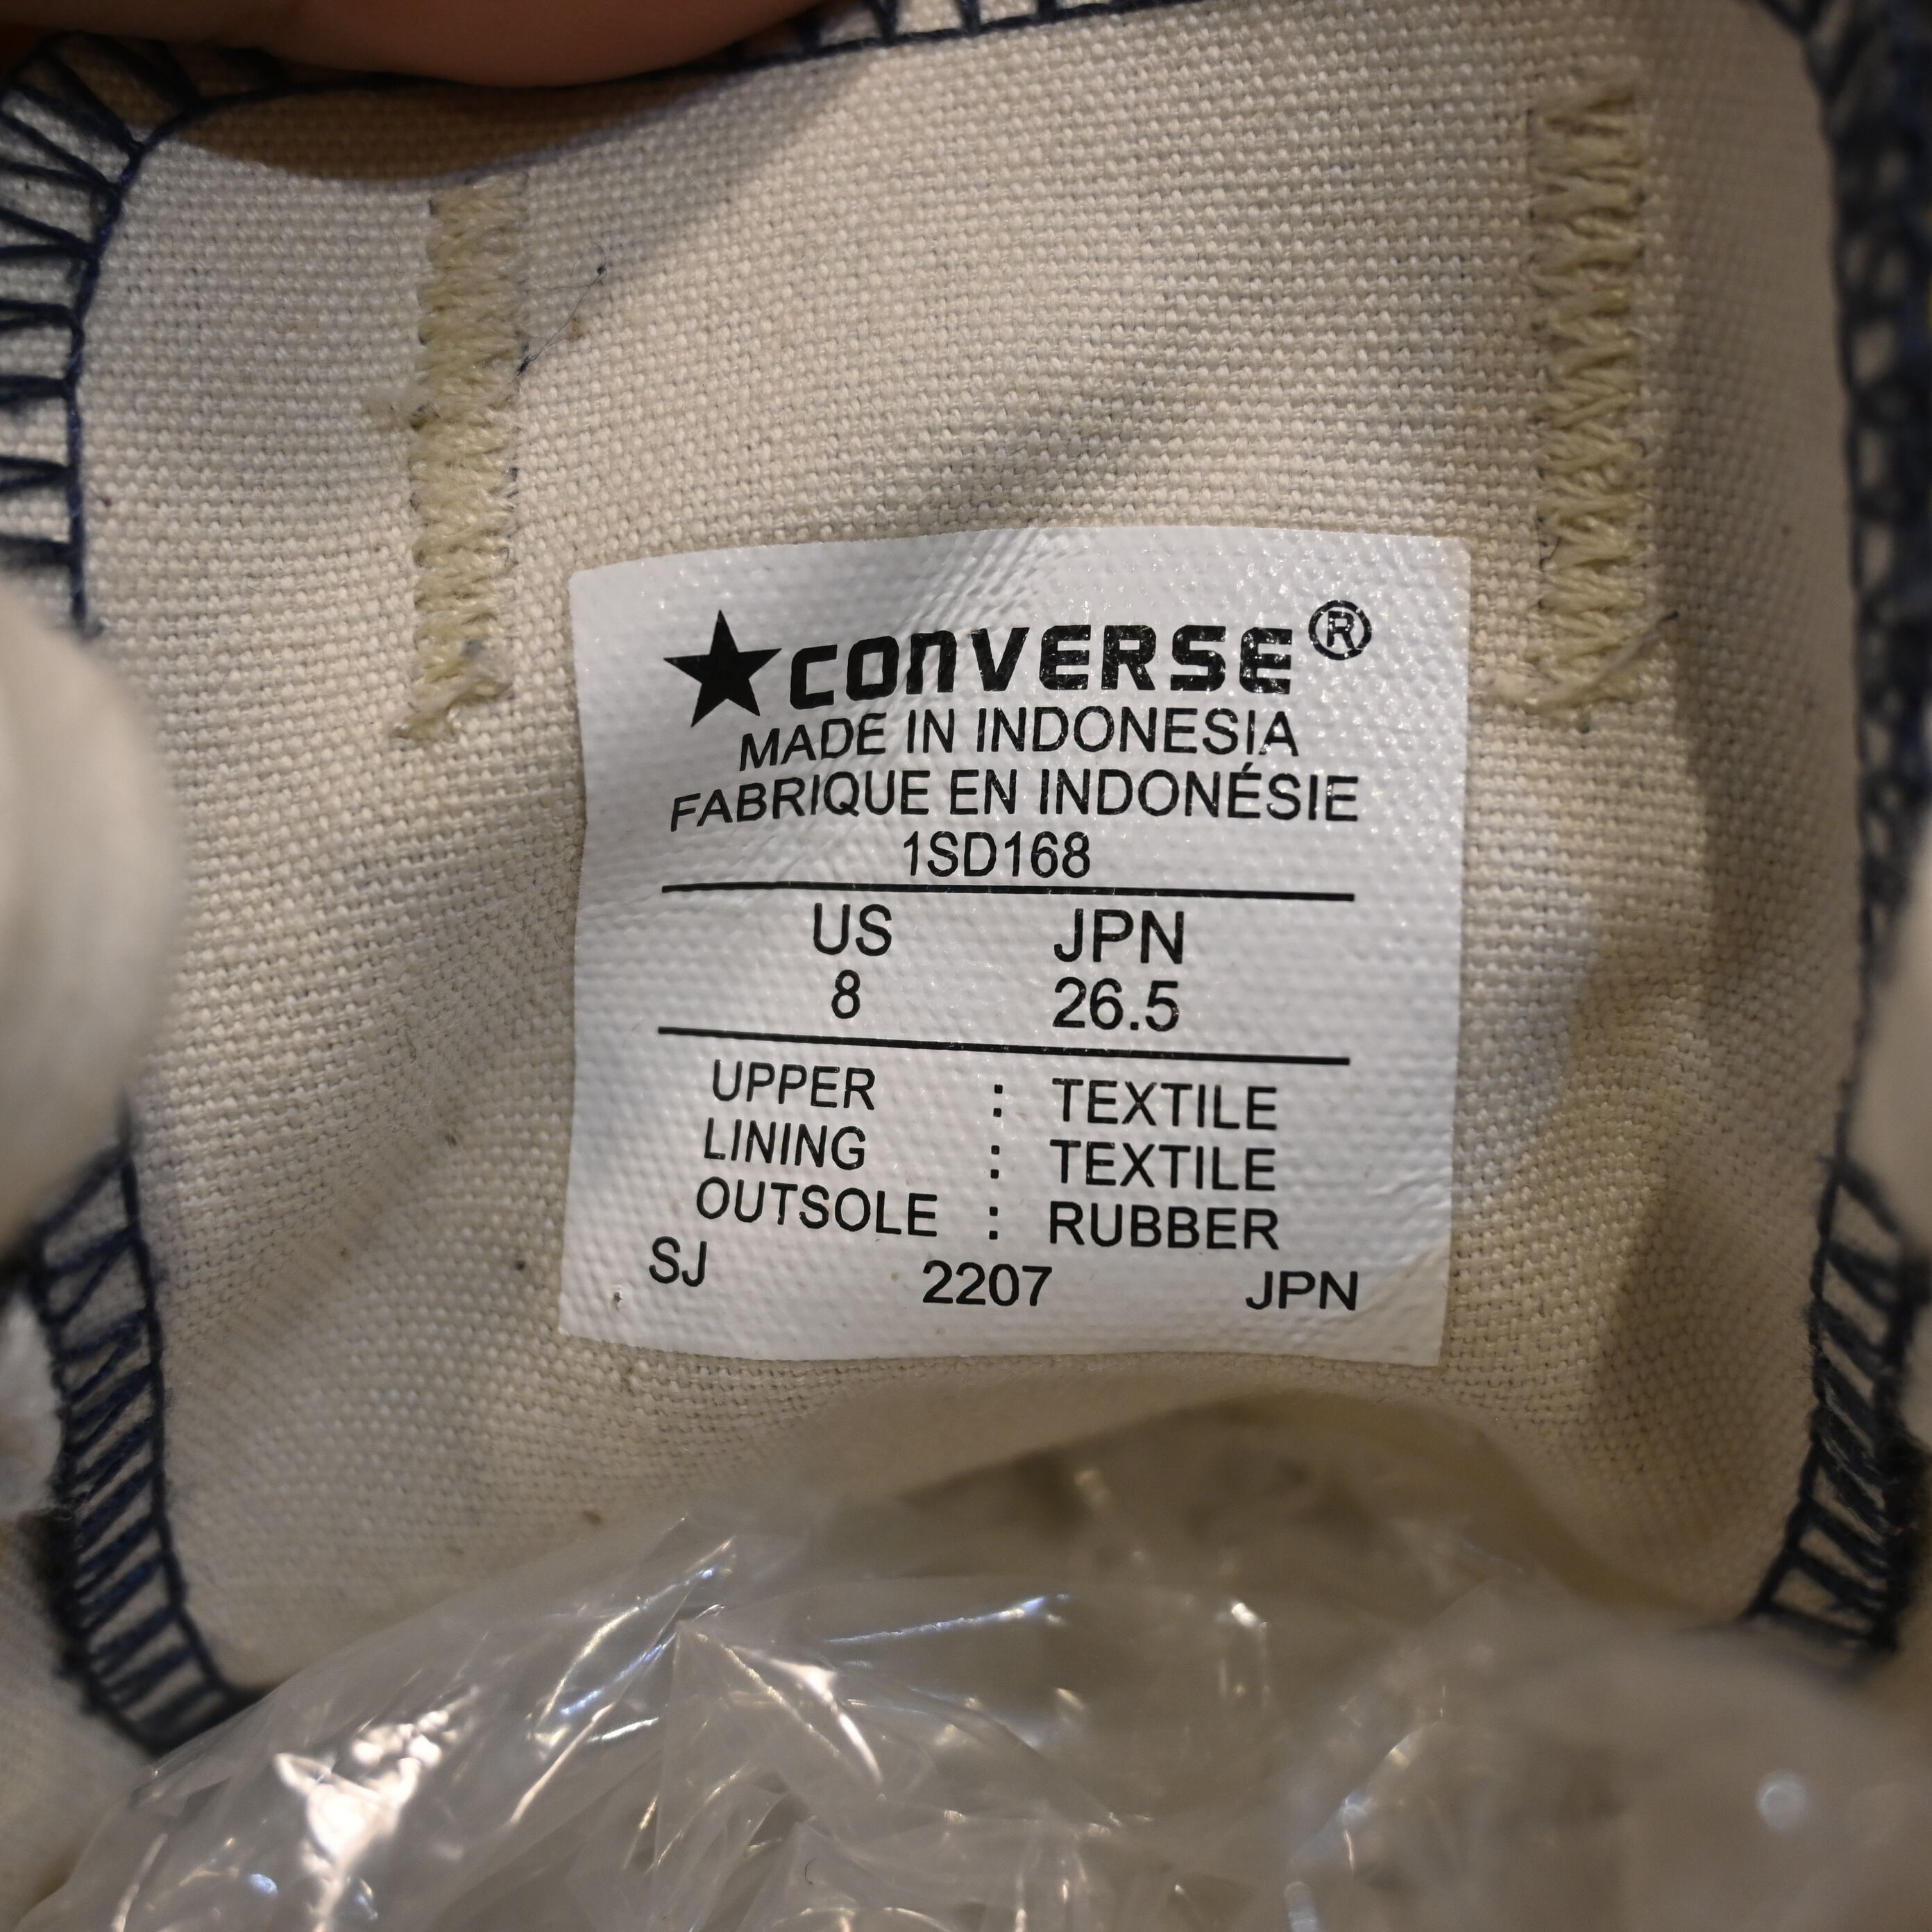 ★CONVERSE®
MADE IN INDONESIA
FABRIQUE EN INDONÉSIE
1SD168
US JPN
8 26.5
UPPER : TEXTILE
LINING : TEXTILE
OUTSOLE : RUBBER
SJ 2207 JPN